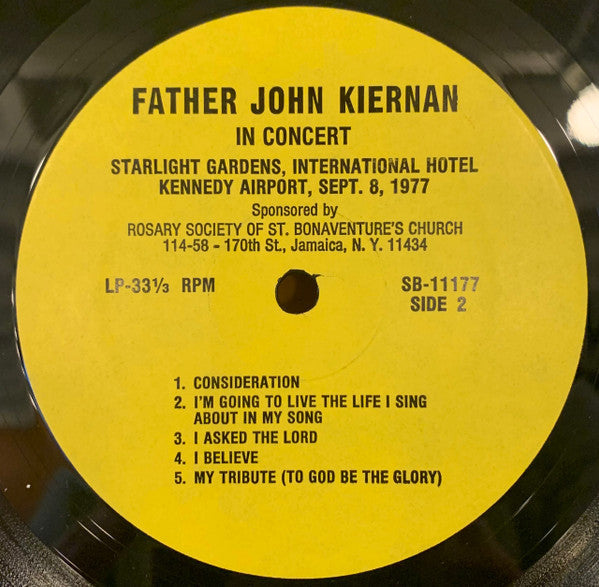 FATHER JOHN KIERNAN
IN CONCERT
STARLIGHT GARDENS, INTERNATIONAL HOTEL
KENNEDY AIRPORT, SEPT. 8, 1977
Sponsored by
ROSARY SOCIETY OF ST. BONAVENTURE'S CHURCH
114-58 - 170th St., Jamaica, N. Y. 11434
LP-33⅓ RPM
SB-11177
SIDE 2
1. CONSIDERATION
2. I'M GOING TO LIVE THE LIFE I SING
ABOUT IN MY SONG
3. I ASKED THE LORD
4. I BELIEVE
5. MY TRIBUTE (TO GOD BE THE GLORY)